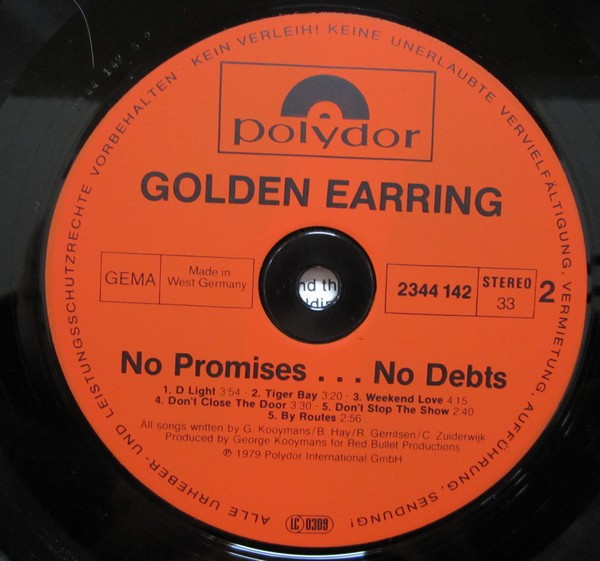 ALLE URHEBER- UND LEISTUNGSSCHUTZRECHTE VORBEHALTEN · KEIN VERLEIH! KEINE UNERLAUBTE VERVIELFÄLTIGUNG, VERMIETUNG, AUFFÜHRUNG, SENDUNG!
polydor
GOLDEN EARRING
GEMA
Made in
West Germany
nd th
2344 142
STEREO
33
2
No Promises . . . No Debts
1. D Light 3:54 · 2. Tiger Bay 3:20 · 3. Weekend Love 4:15
4. Don't Close The Door 3:30 · 5. Don't Stop The Show 2:40
5. By Routes 2:56
All songs written by G. Kooymans/B. Hay/R. Gerritsen/C. Zuiderwijk
Produced by George Kooymans for Red Bullet Productions
℗ 1979 Polydor International GmbH
LC 0309